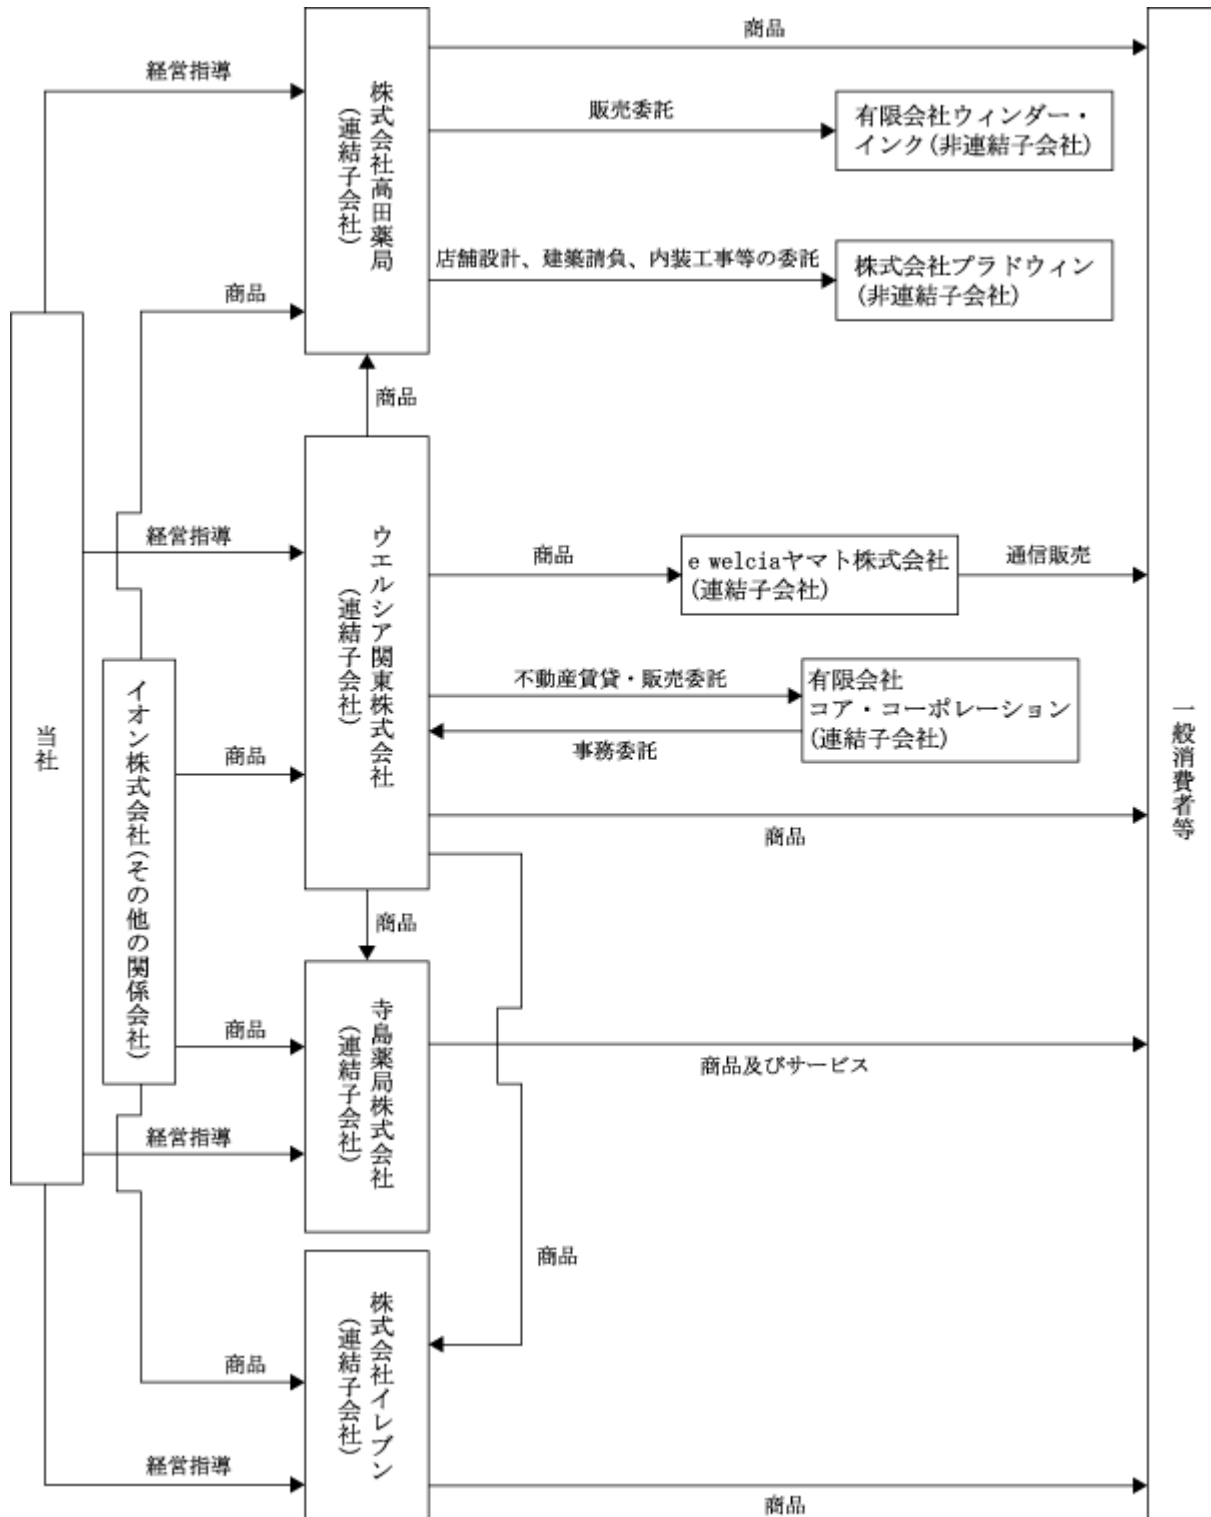 商品
経営指導
株式会社高田薬局
(連結子会社)
販売委託
有限会社ウィンダー・
インク(非連結子会社)
店舗設計、建築請負、内装工事等の委託
株式会社プラドウィン
(非連結子会社)
商品
商品
経営指導
ウエルシア関東株式会社
(連結子会社)
商品
e welciaヤマト株式会社
(連結子会社)
通信販売
不動産賃貸・販売委託
有限会社
コア・コーポレーション
(連結子会社)
事務委託
当社
イオン株式会社(その他の関係会社)
商品
商品
一般消費者等
商品
商品
寺島薬局株式会社
(連結子会社)
商品及びサービス
経営指導
商品
株式会社イレブン
(連結子会社)
商品
経営指導
商品